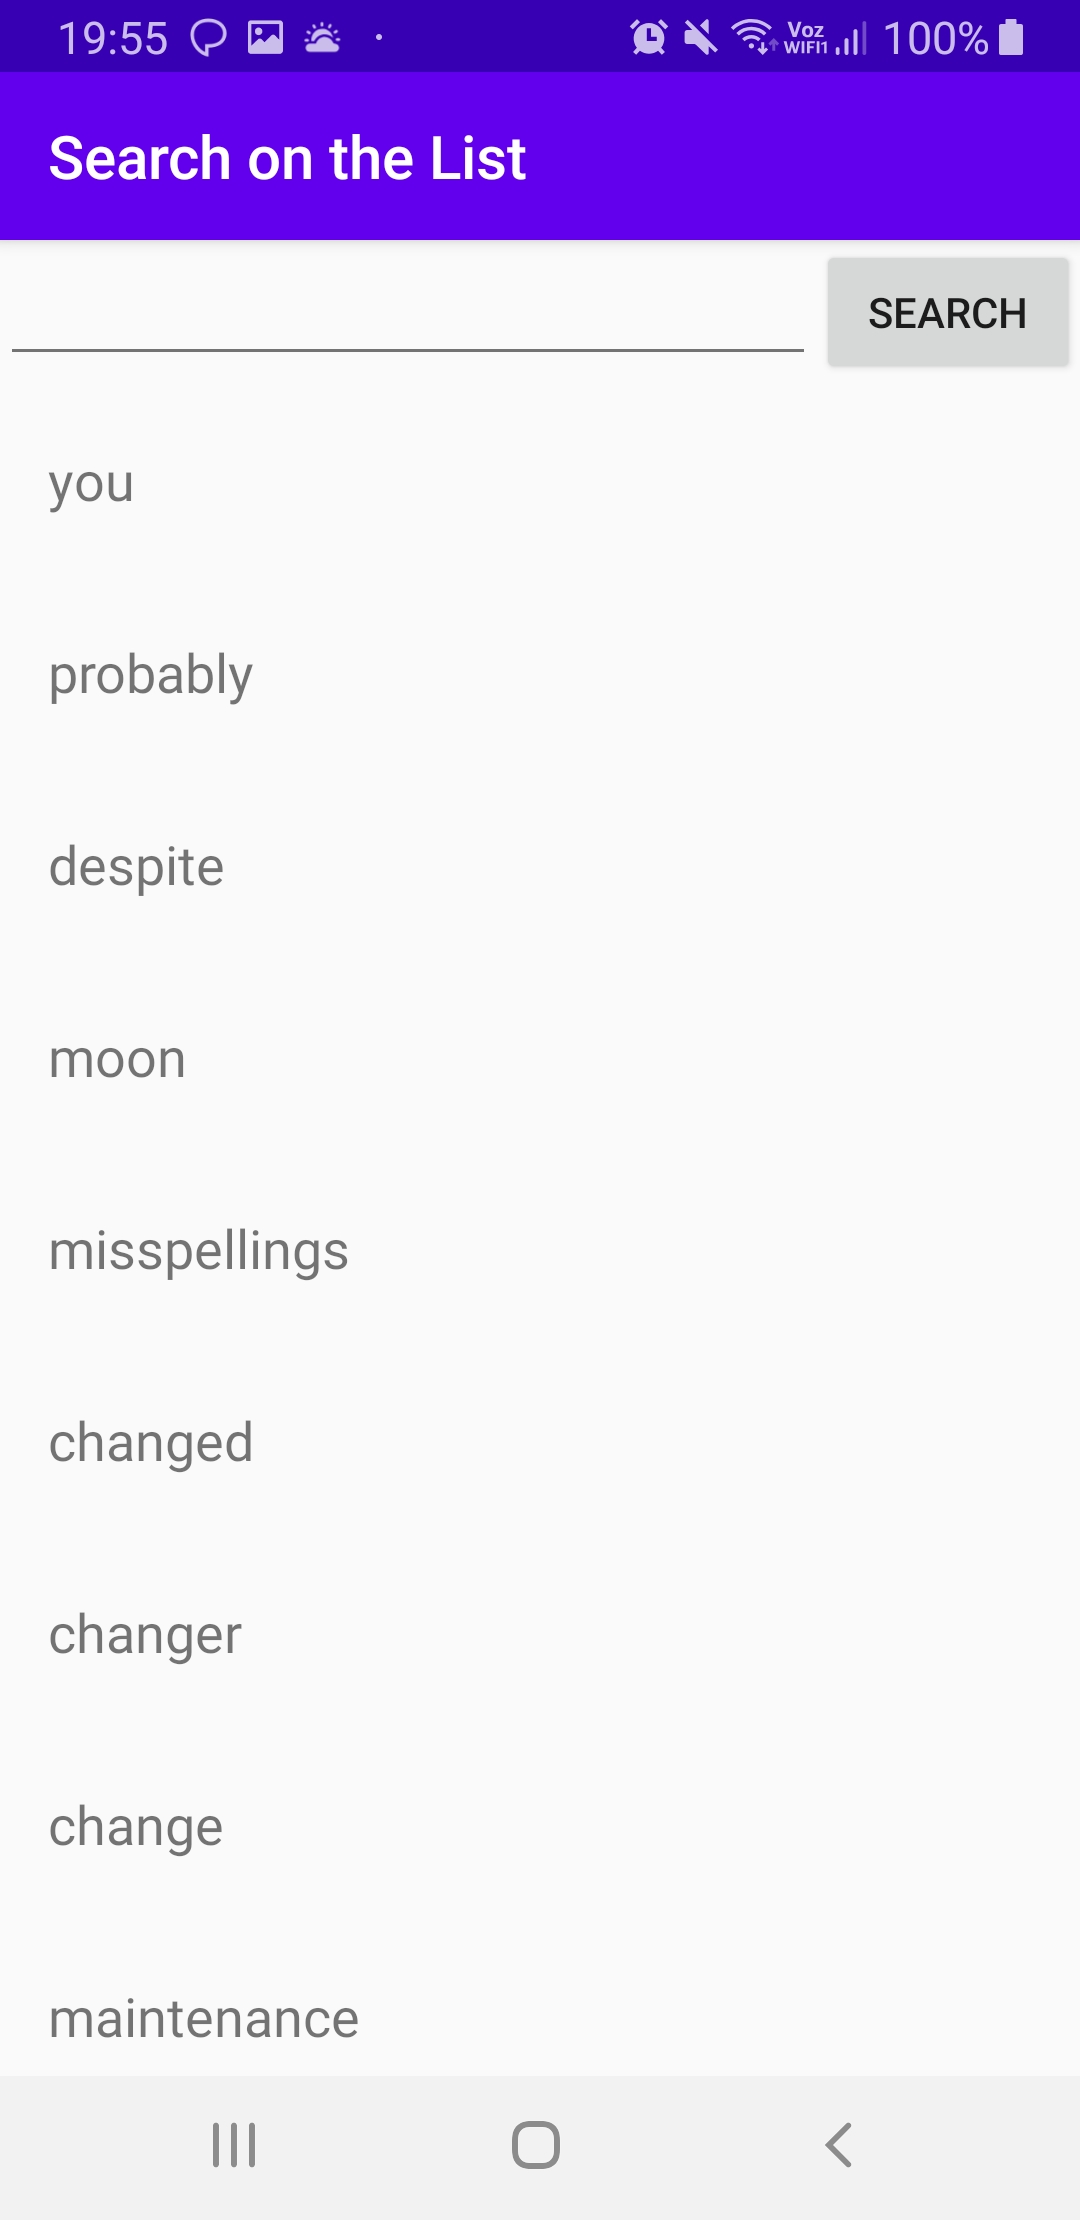 19:55 Voz WIFI1 100%
Search on the List
SEARCH
you
probably
despite
moon
misspellings
changed
changer
change
maintenance